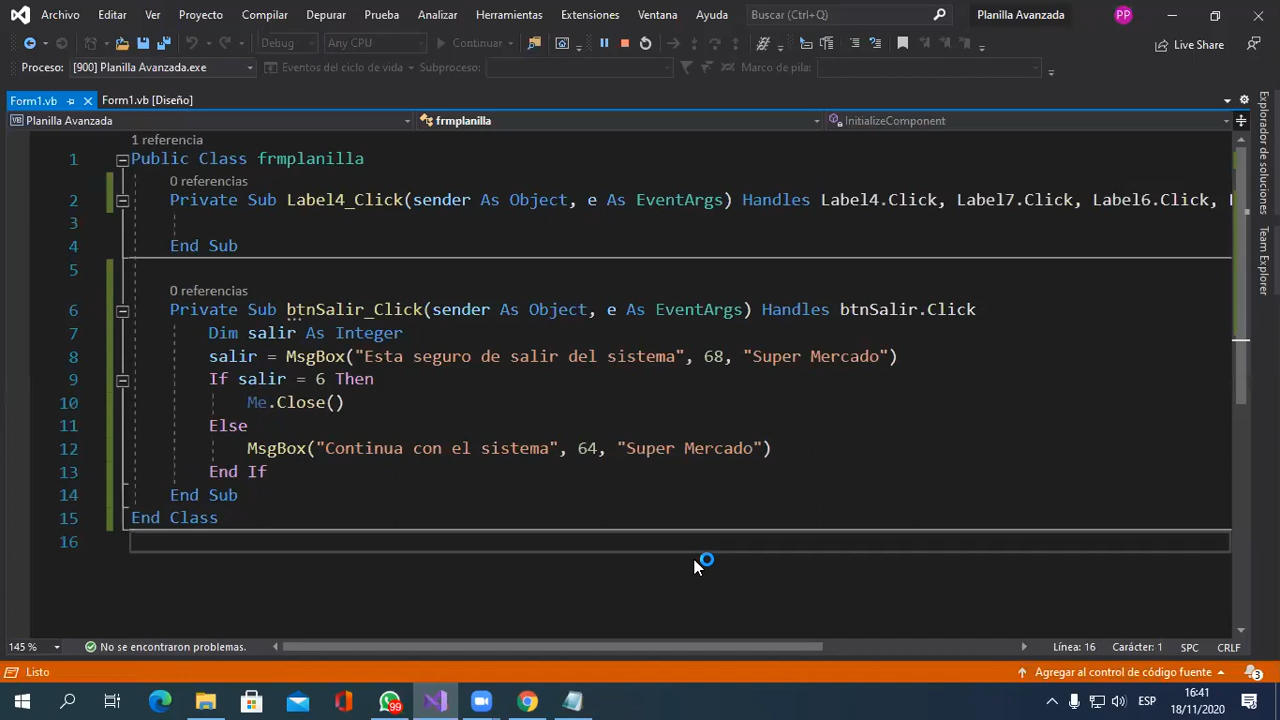 Archivo Editar Ver Proyecto Compilar Depurar Prueba Analizar Herramientas Extensiones Ventana Ayuda Buscar (Ctrl+Q) Planilla Avanzada PP
Debug Any CPU Continuar Live Share
Proceso: [900] Planilla Avanzada.exe Eventos del ciclo de vida Subproceso: Marco de pila:
Form1.vb Form1.vb [Diseño]
VB Planilla Avanzada frmplanilla InitializeComponent
1 referencia
1 Public Class frmplanilla
0 referencias
2 Private Sub Label4_Click(sender As Object, e As EventArgs) Handles Label4.Click, Label7.Click, Label6.Click,
3
4 End Sub
5
0 referencias
6 Private Sub btnSalir_Click(sender As Object, e As EventArgs) Handles btnSalir.Click
7 Dim salir As Integer
8 salir = MsgBox("Esta seguro de salir del sistema", 68, "Super Mercado")
9 If salir = 6 Then
10 Me.Close()
11 Else
12 MsgBox("Continua con el sistema", 64, "Super Mercado")
13 End If
14 End Sub
15 End Class
16
Explorador de soluciones
Team Explorer
145 % No se encontraron problemas. Línea: 16 Carácter: 1 SPC CRLF
Listo Agregar al control de código fuente 3
99 ESP 16:41
18/11/2020